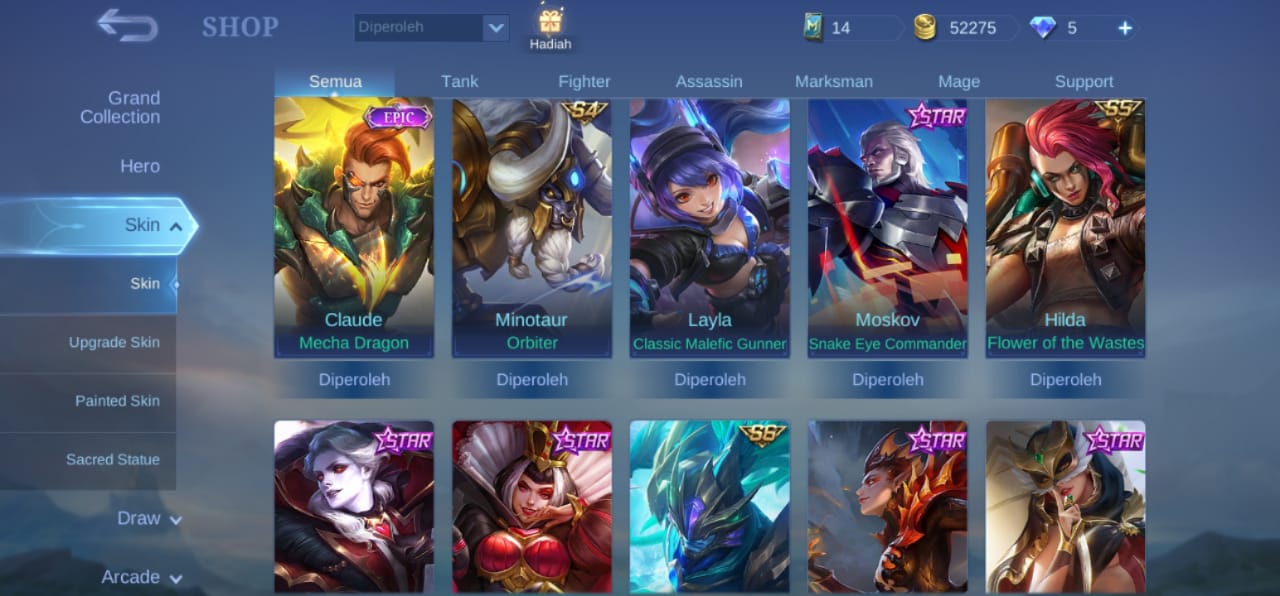 SHOP
Diperoleh
Hadiah
14
52275
5
+
Grand
Collection
Hero
Skin
Skin
Upgrade Skin
Painted Skin
Sacred Statue
Draw
Arcade
Semua
Tank
Fighter
Assassin
Marksman
Mage
Support
EPIC
S4
STAR
S5
Claude
Mecha Dragon
Minotaur
Orbiter
Layla
Classic Malefic Gunner
Moskov
Snake Eye Commander
Hilda
Flower of the Wastes
Diperoleh
Diperoleh
Diperoleh
Diperoleh
Diperoleh
STAR
STAR
S6
STAR
STAR